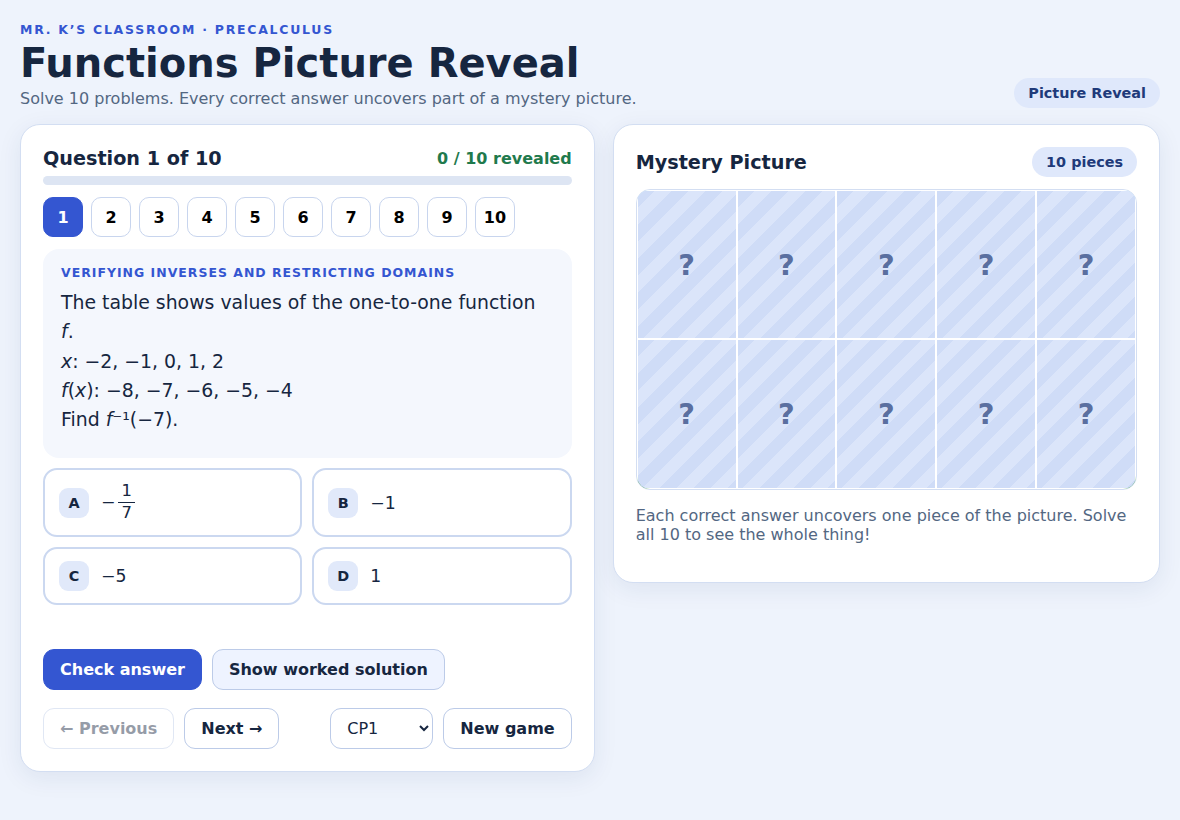 MR. K’S CLASSROOM · PRECALCULUS
Functions Picture Reveal
Solve 10 problems. Every correct answer uncovers part of a mystery picture.
Picture Reveal
Question 1 of 10
0 / 10 revealed
1 2 3 4 5 6 7 8 9 10
VERIFYING INVERSES AND RESTRICTING DOMAINS
The table shows values of the one-to-one function
f.
x: −2, −1, 0, 1, 2
f(x): −8, −7, −6, −5, −4
Find f⁻¹(−7).
A −1/7
B −1
C −5
D 1
Check answer
Show worked solution
← Previous
Next →
CP1
New game
Mystery Picture
10 pieces
? ? ? ? ?
? ? ? ? ?
Each correct answer uncovers one piece of the picture. Solve
all 10 to see the whole thing!